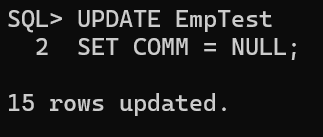 SQL> UPDATE EmpTest
  2  SET COMM = NULL;
15 rows updated.